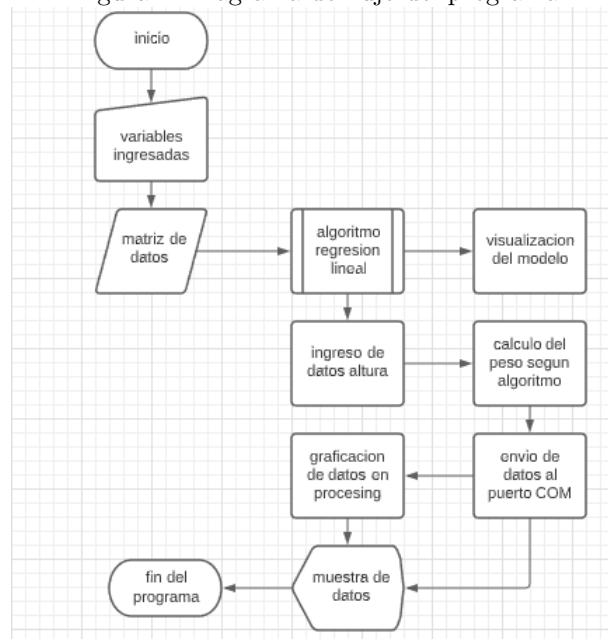 inicio
variables
ingresadas
matriz de
datos
algoritmo
regresion
lineal
visualizacion
del modelo
ingreso de
datos altura
calculo del
peso segun
algoritmo
graficacion
de datos en
procesing
envio de
datos al
puerto COM
fin del
programa
muestra de
datos